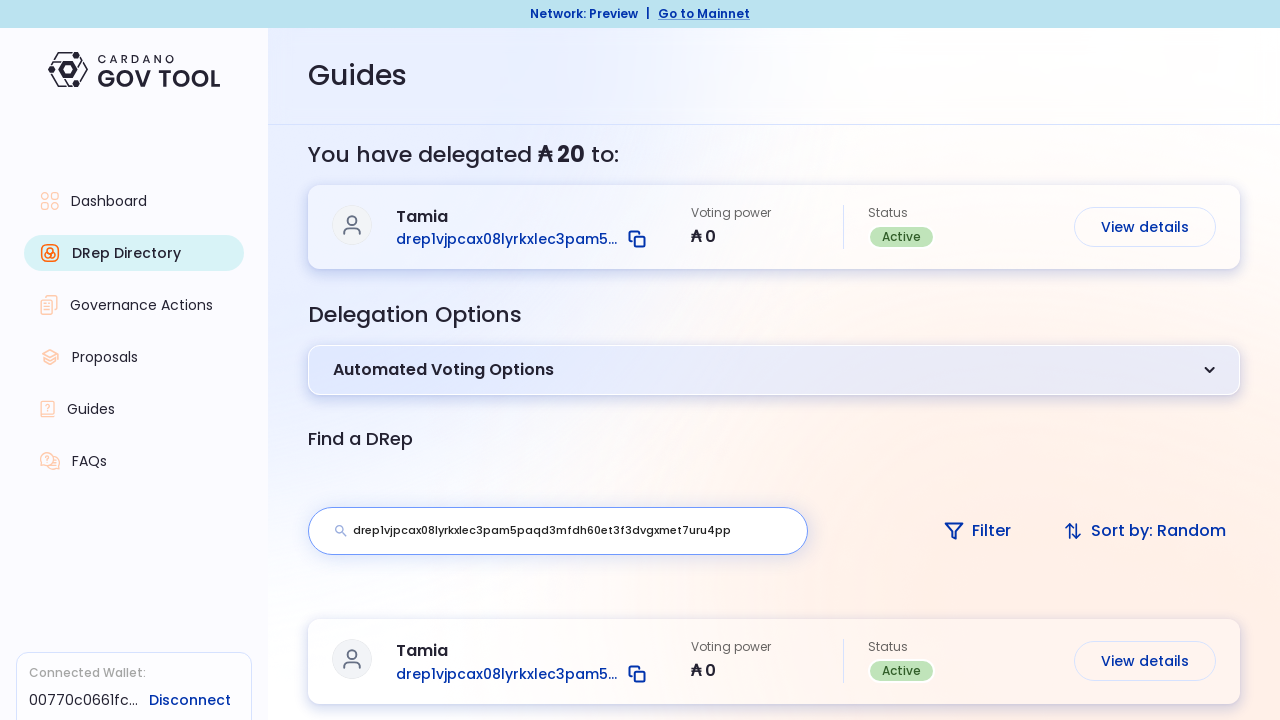 Network: Preview | Go to Mainnet
CARDANO
GOV TOOL
Guides
Dashboard
DRep Directory
Governance Actions
Proposals
Guides
FAQs
Connected Wallet:
00770c0661fc... Disconnect
You have delegated ₳ 20 to:
Tamia
drep1vjpcax08lyrkxlec3pam5...
Voting power
₳ 0
Status
Active
View details
Delegation Options
Automated Voting Options
Find a DRep
drep1vjpcax08lyrkxlec3pam5paqd3mfdh60et3f3dvgxmet7uru4pp
Filter
Sort by: Random
Tamia
drep1vjpcax08lyrkxlec3pam5...
Voting power
₳ 0
Status
Active
View details